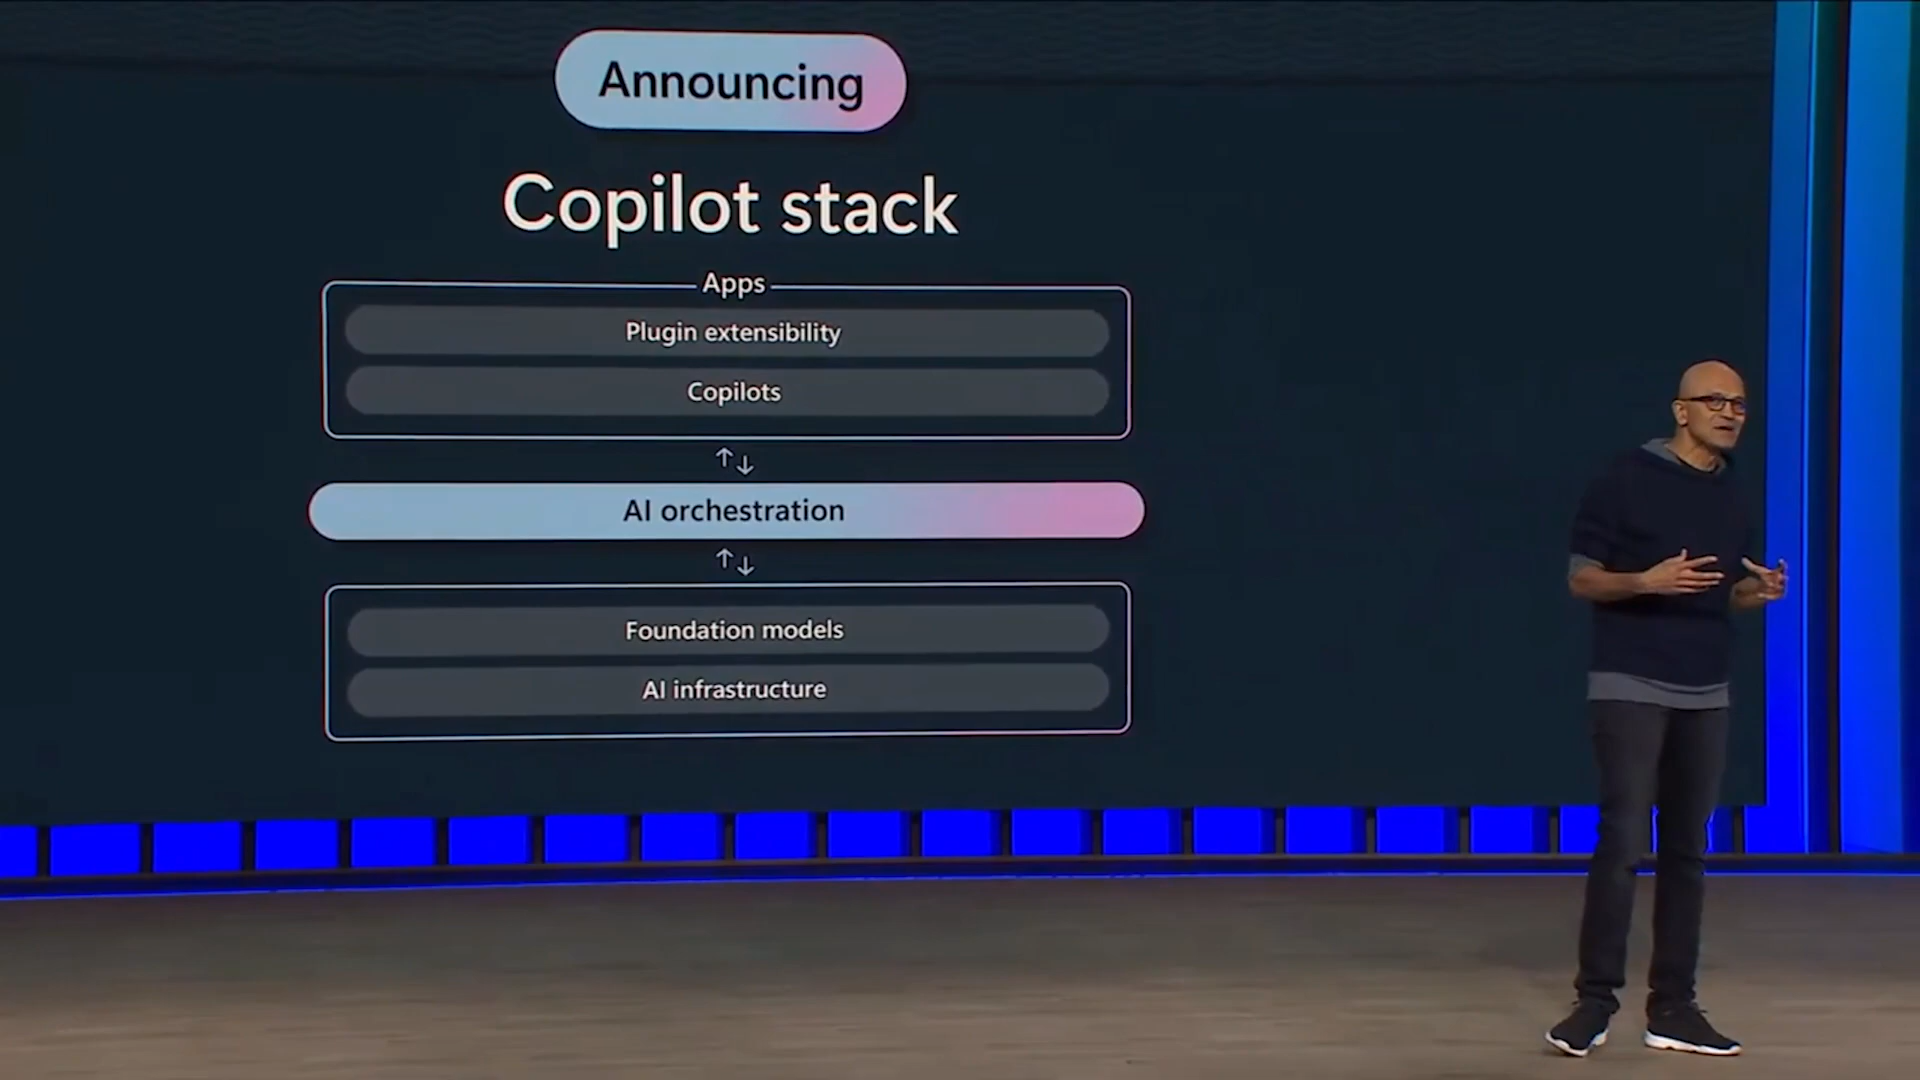 Announcing
Copilot stack
Apps
Plugin extensibility
Copilots
↑↓
AI orchestration
↑↓
Foundation models
AI infrastructure